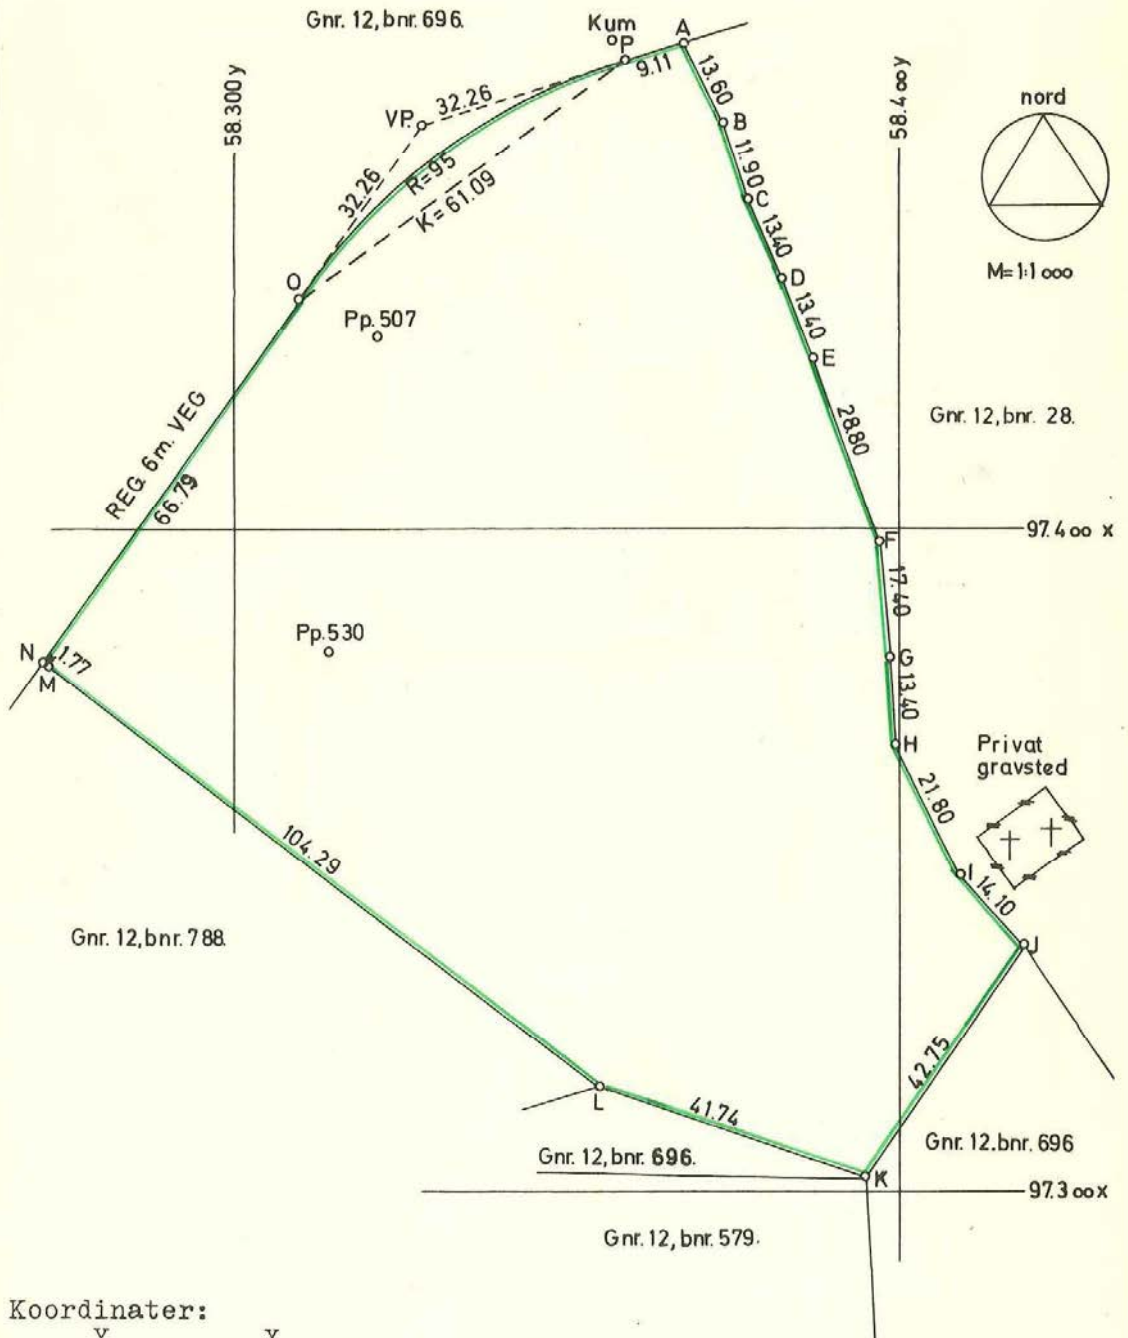 Gnr. 12, bnr. 696.
Kum
P
A
9.11
13.60
58.300 y
58.400 y
nord
VP.
32.26
B
R=95
32.26
K=61.09
11.90
C
13.40
M=1:1000
O
D
Pp. 507
13.40
E
REG. 6 m. VEG
66.79
28.80
Gnr. 12, bnr. 28.
97.400 x
F
17.40
Pp. 530
N
1.77
M
G
13.40
H
Privat
gravsted
21.80
104.29
I
14.10
Gnr. 12, bnr. 788.
J
42.75
L
41.74
Gnr. 12, bnr. 696.
Gnr. 12. bnr. 696
K
97.300 x
Gnr. 12, bnr. 579.
Koordinater: